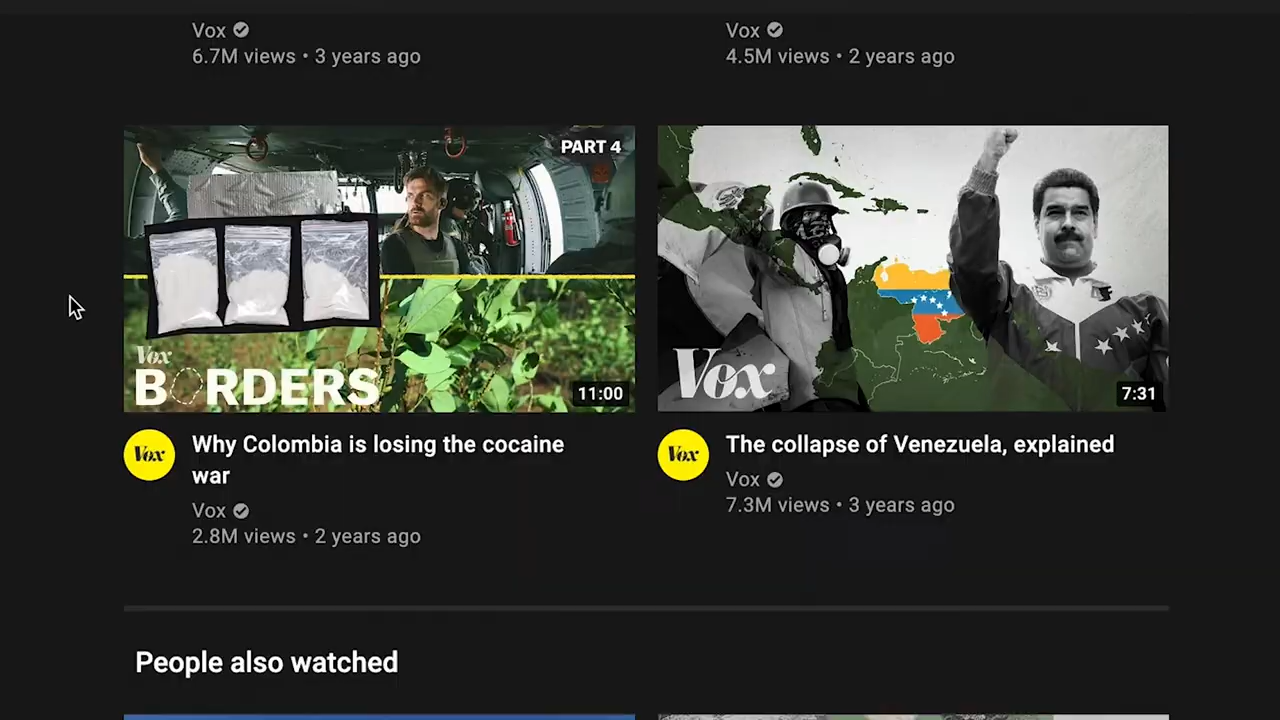 Vox
6.7M views • 3 years ago
Vox
4.5M views • 2 years ago
PART 4
Vox
BORDERS
11:00
Vox
7:31
Vox
Why Colombia is losing the cocaine
war
Vox
2.8M views • 2 years ago
Vox
The collapse of Venezuela, explained
Vox
7.3M views • 3 years ago
People also watched